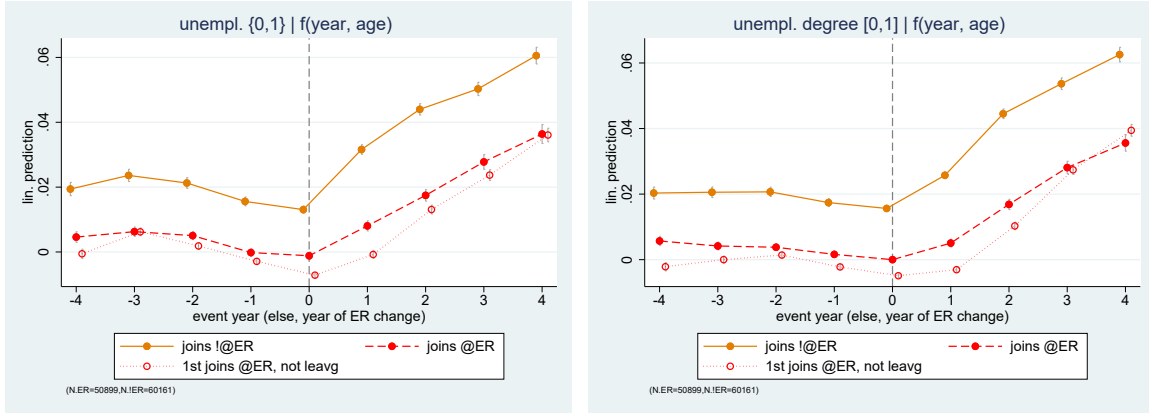 unempl. {0,1} | f(year, age)
lin. prediction
.06
.04
.02
0
-4 -3 -2 -1 0 1 2 3 4
event year (else, year of ER change)
joins !@ER joins @ER
1st joins @ER, not leavg
(N.ER=50899,N.!ER=60161)
unempl. degree [0,1] | f(year, age)
lin. prediction
.06
.04
.02
0
-4 -3 -2 -1 0 1 2 3 4
event year (else, year of ER change)
joins !@ER joins @ER
1st joins @ER, not leavg
(N.ER=50899,N.!ER=60161)